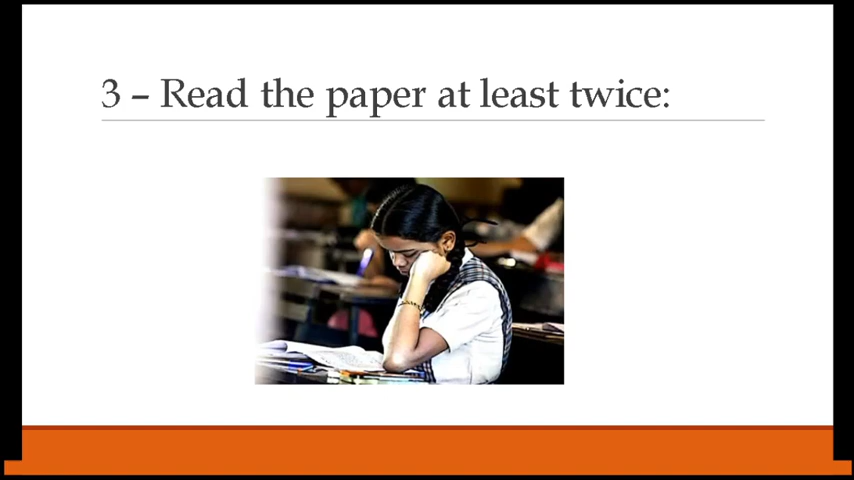 3 – Read the paper at least twice: